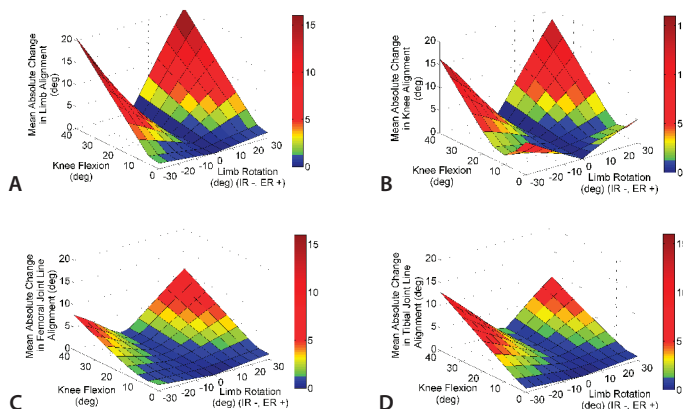 Mean Absolute Change
in Limb Alignment
(deg)
20
15
10
5
0
40
30
20
10
0
Knee Flexion
(deg)
-30
-20
-10
0
10
20
30
Limb Rotation
(deg) (IR -, ER +)
15
10
5
0
A
Mean Absolute Change
in Knee Alignment
(deg)
20
15
10
5
0
40
30
20
10
0
Knee Flexion
(deg)
-30
-20
-10
0
10
20
30
Limb Rotation
(deg) (IR -, ER +)
15
10
5
0
B
Mean Absolute Change
in Femoral Joint Line
Alignment (deg)
20
15
10
5
0
40
30
20
10
0
Knee Flexion
(deg)
-30
-20
-10
0
10
20
30
Limb Rotation
(deg) (IR -, ER +)
15
10
5
0
C
Mean Absolute Change
in Tibial Joint Line
Alignment (deg)
20
15
10
5
0
40
30
20
10
0
Knee Flexion
(deg)
-30
-20
-10
0
10
20
30
Limb Rotation
(deg) (IR -, ER +)
15
10
5
0
D